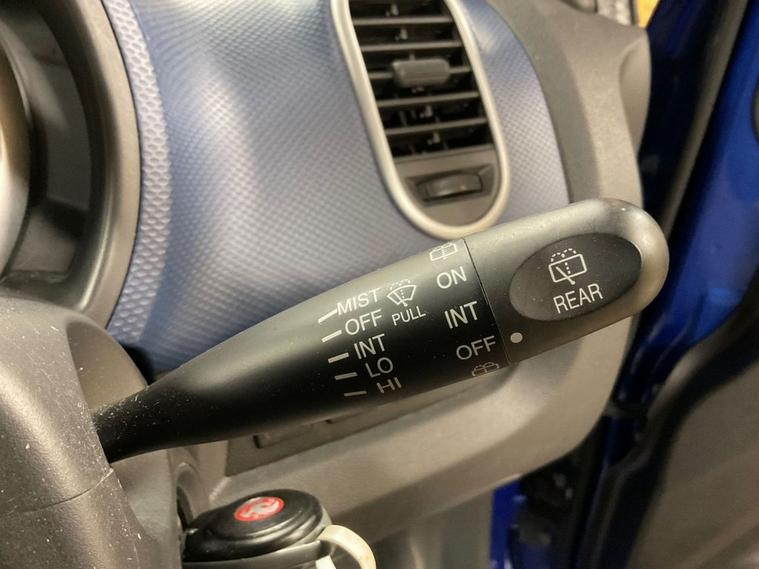 MIST
OFF
INT
LO
HI
PULL
ON
INT
OFF
REAR